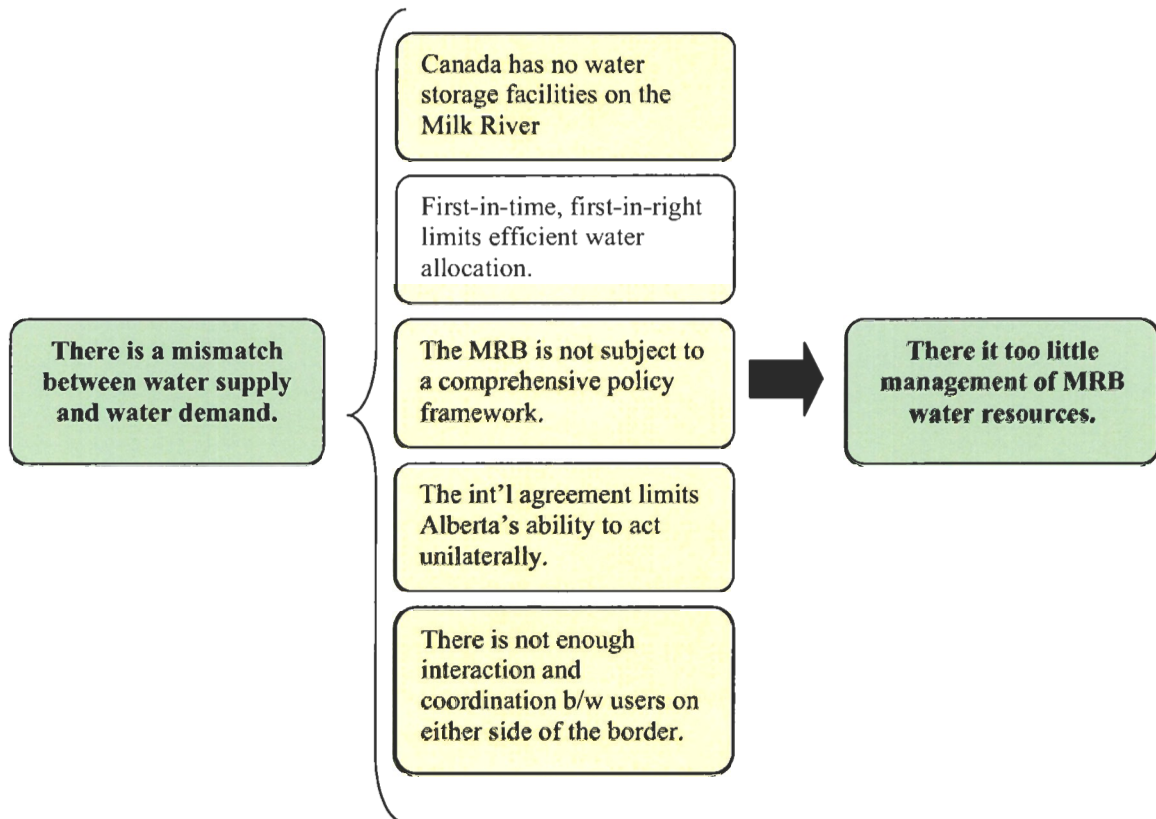 There is a mismatch
between water supply
and water demand.
Canada has no water
storage facilities on the
Milk River
First-in-time, first-in-right
limits efficient water
allocation.
The MRB is not subject to
a comprehensive policy
framework.
The int'l agreement limits
Alberta's ability to act
unilaterally.
There is not enough
interaction and
coordination b/w users on
either side of the border.
There it too little
management of MRB
water resources.